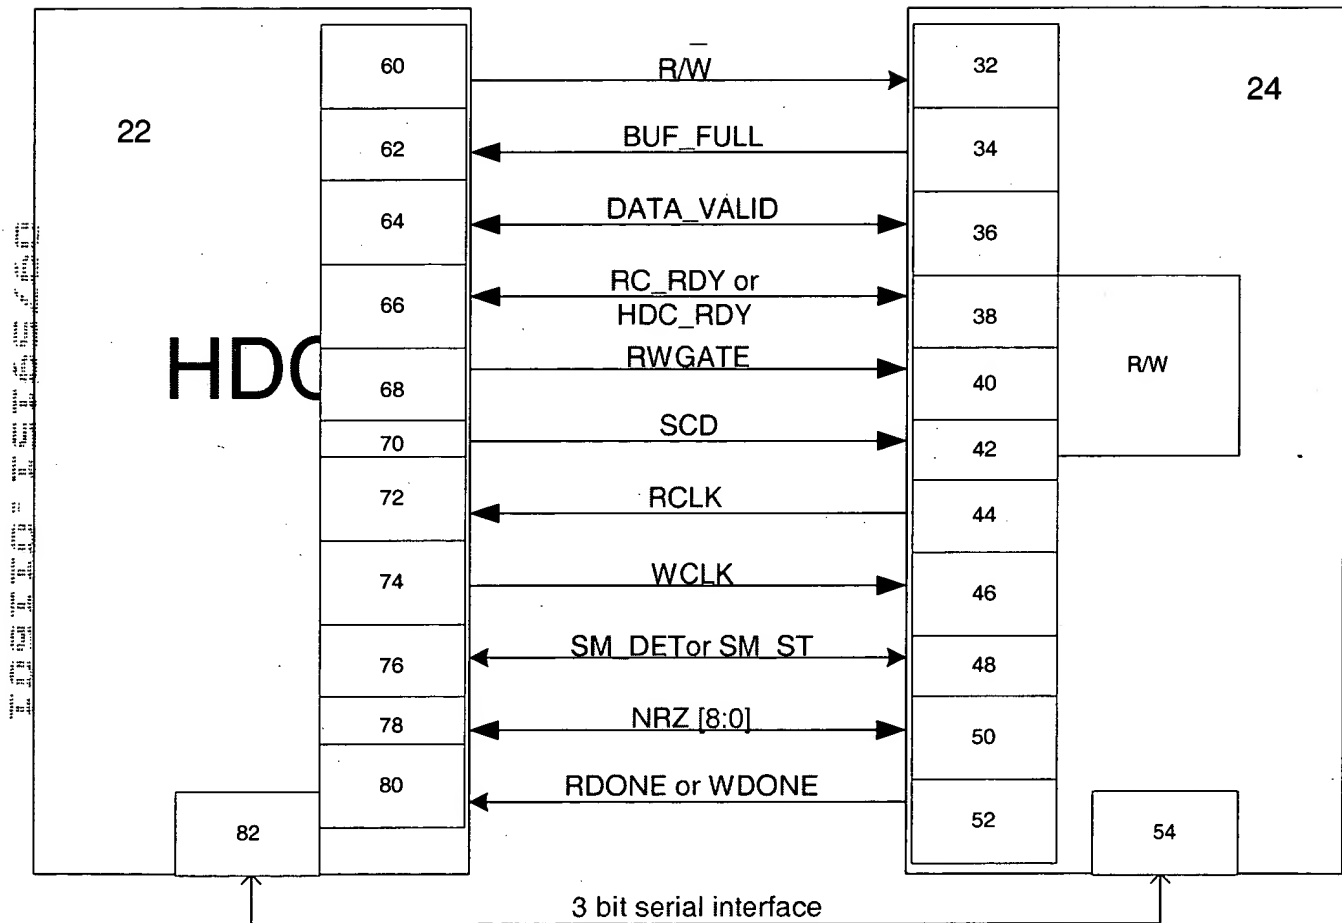 60
R/W̅
32
24
22
62
BUF_FULL
34
64
DATA_VALID
36
66
RC_RDY or
HDC_RDY
38
HDC
RWGATE
R/W
68
40
70
SCD
42
72
RCLK
44
74
WCLK
46
76
SM_DETor SM_ST
48
78
NRZ [8:0]
50
80
RDONE or WDONE
52
82
54
3 bit serial interface